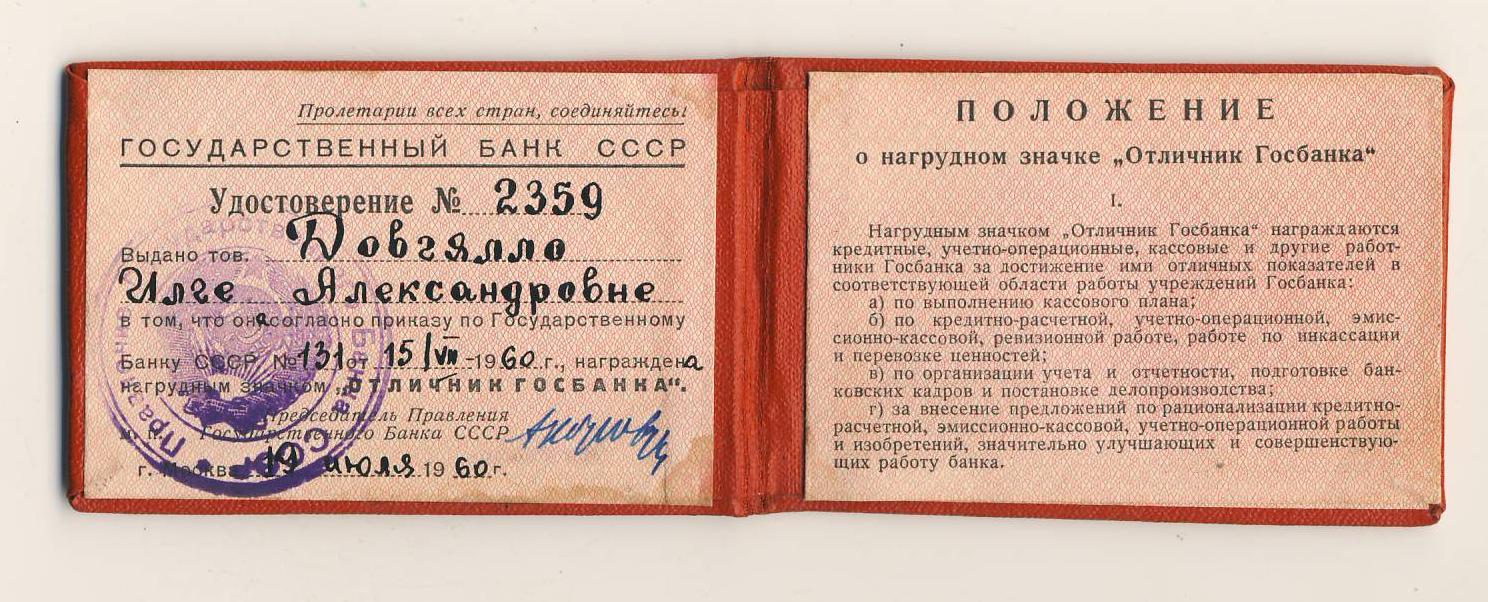 Пролетарии всех стран, соединяйтесь!
ГОСУДАРСТВЕННЫЙ БАНК СССР
Удостоверение № 2359
Выдано тов. Довгялло
Илге Александровне
в том, что она согласно приказу по Государственному
Банку СССР № 131 от 15/VII-1960 г., награждена
нагрудным значком „ОТЛИЧНИК ГОСБАНКА“.
Председатель Правления
М. П. Государственного Банка СССР
г. Москва 19 июля 1960 г.
ПОЛОЖЕНИЕ
о нагрудном значке „Отличник Госбанка“
I.
Нагрудным значком „Отличник Госбанка“ награждаются
кредитные, учетно-операционные, кассовые и другие работ-
ники Госбанка за достижение ими отличных показателей в
соответствующей области работы учреждений Госбанка:
а) по выполнению кассового плана;
б) по кредитно-расчетной, учетно-операционной, эмис-
сионно-кассовой, ревизионной работе, работе по инкассации
и перевозке ценностей;
в) по организации учета и отчетности, подготовке бан-
ковских кадров и постановке делопроизводства;
г) за внесение предложений по рационализации кредитно-
расчетной, эмиссионно-кассовой, учетно-операционной работы
и изобретений, значительно улучшающих и совершенствую-
щих работу банка.